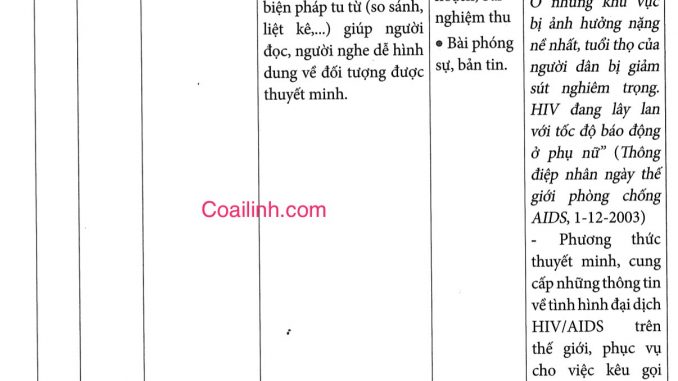 biện pháp tu từ (so sánh,
liệt kê,...) giúp người
đọc, người nghe dễ hình
dung về đối tượng được
thuyết minh.
nghiệm thu
● Bài phóng
sự, bản tin.
Ở những khu vực
bị ảnh hưởng nặng
nề nhất, tuổi thọ của
người dân bị giảm
sút nghiêm trọng.
HIV đang lây lan
với tốc độ báo động
ở phụ nữ” (Thông
điệp nhân ngày thế
giới phòng chống
AIDS, 1-12-2003)
- Phương thức
thuyết minh, cung
cấp những thông tin
về tình hình đại dịch
HIV/AIDS trên
thế giới, phục vụ
cho việc kêu gọi
Coailinh.com